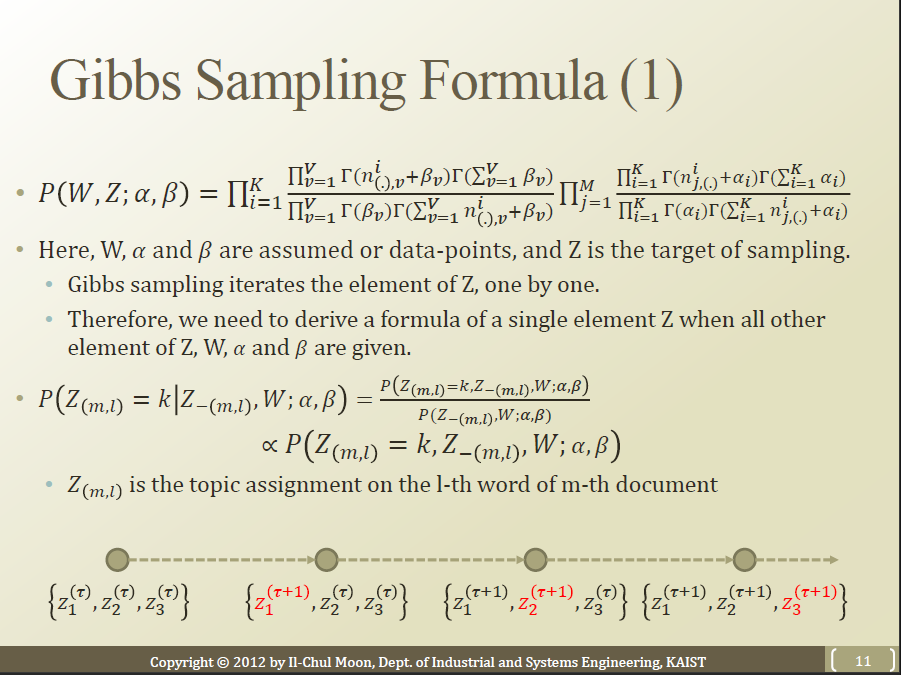 Gibbs Sampling Formula (1)
• $P(W, Z; \alpha, \beta) = \prod_{i=1}^{K} \frac{\prod_{v=1}^{V} \Gamma(n_{(.),v}^{i}+\beta_v)\Gamma(\sum_{v=1}^{V} \beta_v)}{\prod_{v=1}^{V} \Gamma(\beta_v)\Gamma(\sum_{v=1}^{V} n_{(.),v}^{i}+\beta_v)} \prod_{j=1}^{M} \frac{\prod_{i=1}^{K} \Gamma(n_{j,(.)}^{i}+\alpha_i)\Gamma(\sum_{i=1}^{K} \alpha_i)}{\prod_{i=1}^{K} \Gamma(\alpha_i)\Gamma(\sum_{i=1}^{K} n_{j,(.)}^{i}+\alpha_i)}$
• Here, W, α and β are assumed or data-points, and Z is the target of sampling.
• Gibbs sampling iterates the element of Z, one by one.
• Therefore, we need to derive a formula of a single element Z when all other
element of Z, W, α and β are given.
• $P(Z_{(m,l)} = k | Z_{-(m,l)}, W; \alpha, \beta) = \frac{P(Z_{(m,l)}=k, Z_{-(m,l)}, W; \alpha, \beta)}{P(Z_{-(m,l)}, W; \alpha, \beta)}$
$\propto P(Z_{(m,l)} = k, Z_{-(m,l)}, W; \alpha, \beta)$
• $Z_{(m,l)}$ is the topic assignment on the l-th word of m-th document
$\{z_1^{(\tau)}, z_2^{(\tau)}, z_3^{(\tau)}\}$ $\{z_1^{(\tau+1)}, z_2^{(\tau)}, z_3^{(\tau)}\}$ $\{z_1^{(\tau+1)}, z_2^{(\tau+1)}, z_3^{(\tau)}\}$ $\{z_1^{(\tau+1)}, z_2^{(\tau+1)}, z_3^{(\tau+1)}\}$
Copyright © 2012 by Il-Chul Moon, Dept. of Industrial and Systems Engineering, KAIST
11